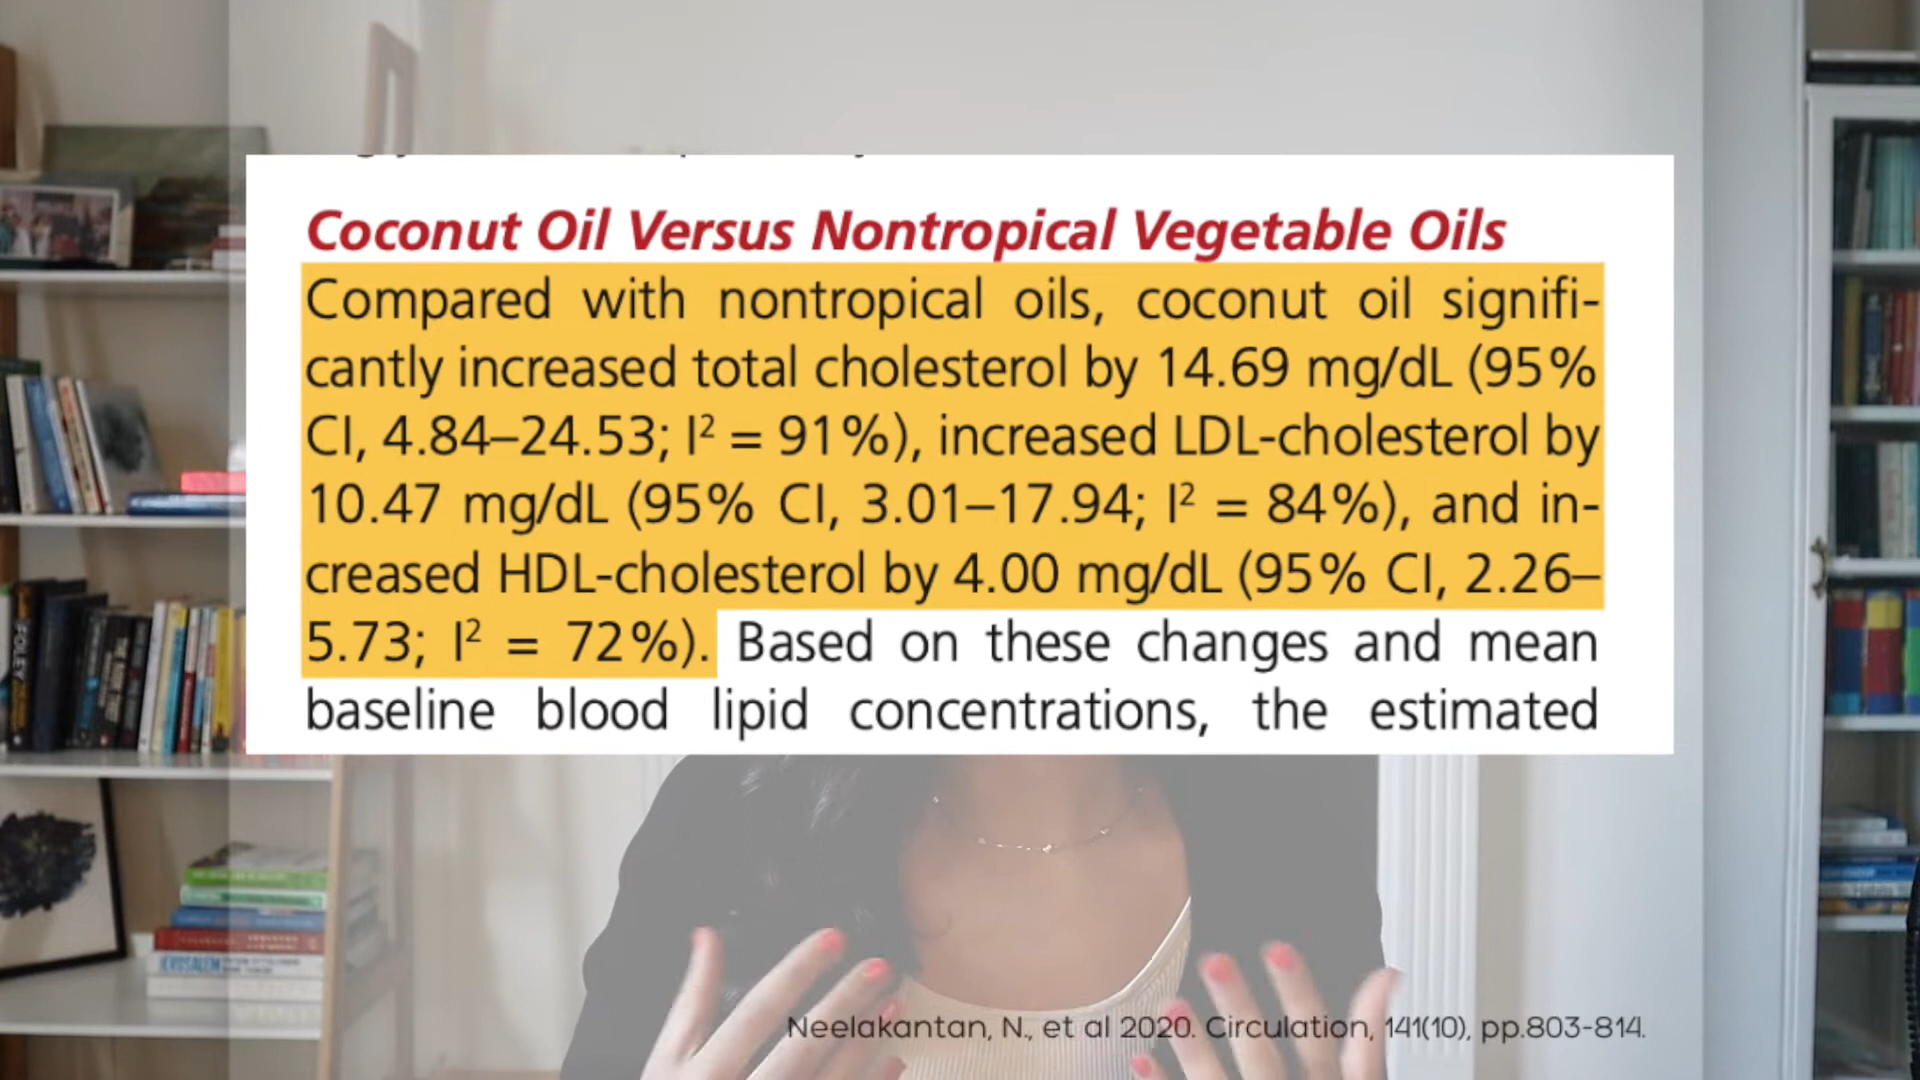 Coconut Oil Versus Nontropical Vegetable Oils
Compared with nontropical oils, coconut oil signifi-
cantly increased total cholesterol by 14.69 mg/dL (95%
CI, 4.84–24.53; I² = 91%), increased LDL-cholesterol by
10.47 mg/dL (95% CI, 3.01–17.94; I² = 84%), and in-
creased HDL-cholesterol by 4.00 mg/dL (95% CI, 2.26–
5.73; I² = 72%). Based on these changes and mean
baseline blood lipid concentrations, the estimated
JERUSALEM
Neelakantan, N., et al 2020. Circulation, 141(10), pp.803-814.